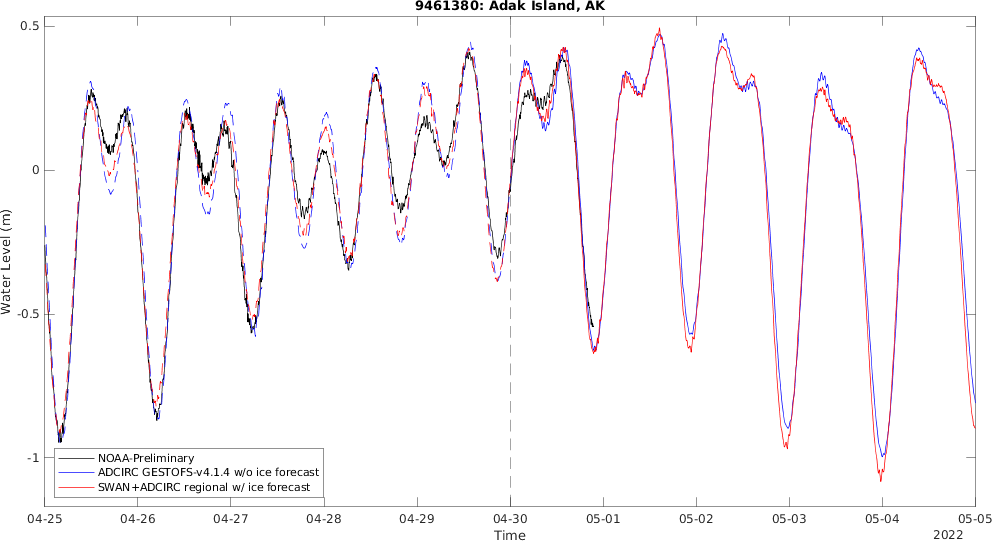 9461380: Adak Island, AK
0.5
0
-0.5
-1
Water Level (m)
NOAA-Preliminary
ADCIRC GESTOFS-v4.1.4 w/o ice forecast
SWAN+ADCIRC regional w/ ice forecast
04-25 04-26 04-27 04-28 04-29 04-30 05-01 05-02 05-03 05-04 05-05
Time
2022